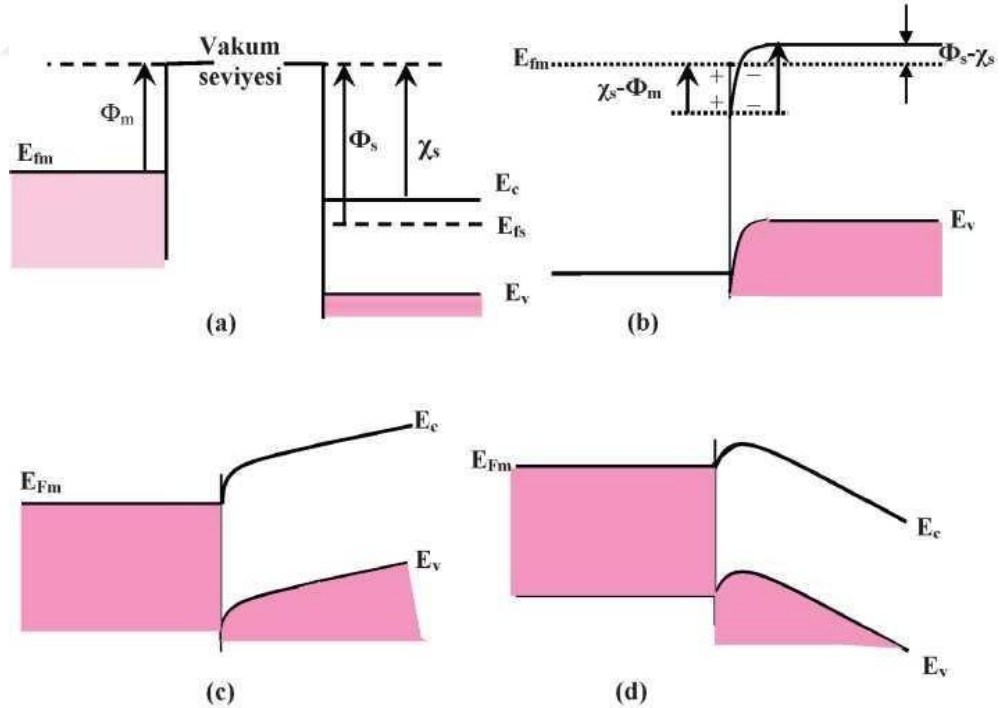 Vakum
seviyesi
Φm
Efm
Φs
χs
Ec
Efs
Ev
(a)
Efm
χs-Φm
+ −
+ −
Φs-χs
Ev
(b)
EFm
Ec
Ev
(c)
EFm
Ec
Ev
(d)